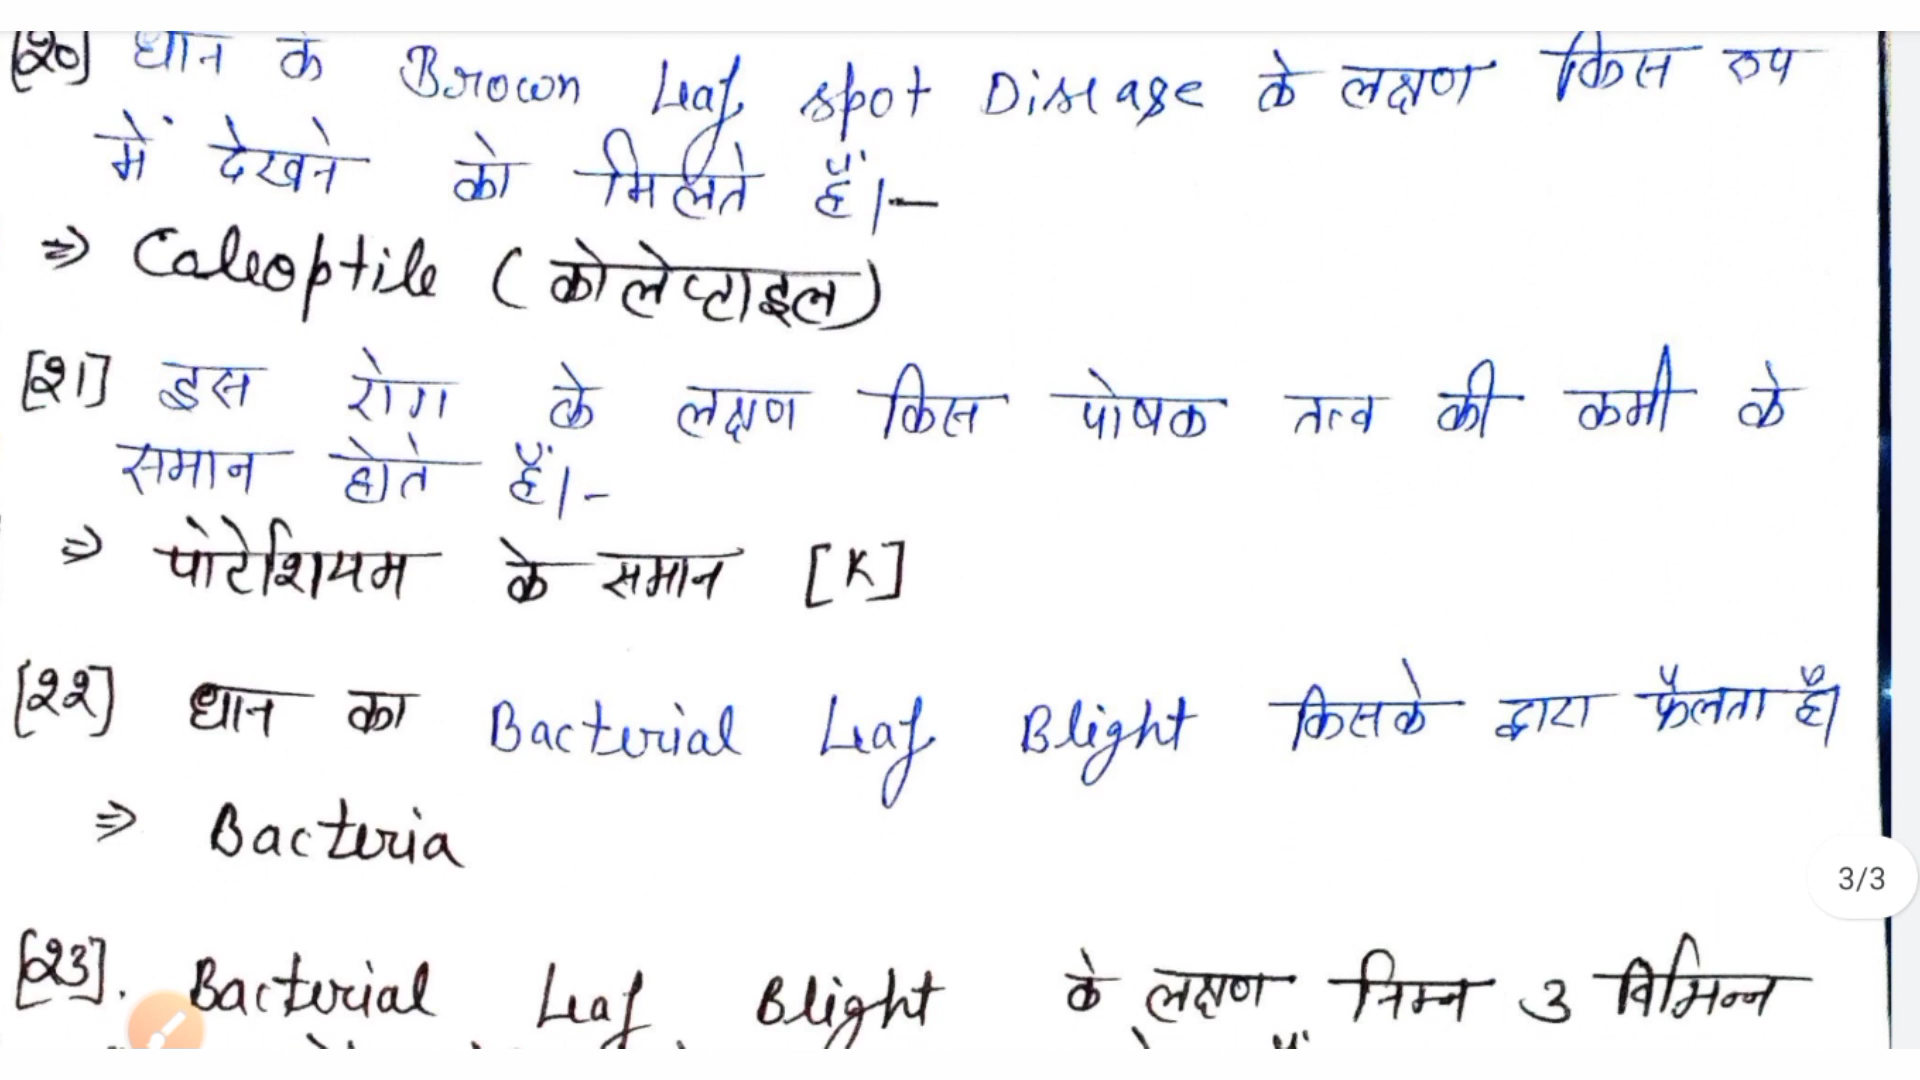 [20] धान के Brown Leaf spot Disease के लक्षण किस रुप
में देखने को मिलते हैं।-
⇒ Coleoptile (कोलेप्टाइल)
[21] इस रोग के लक्षण किस पोषक तत्व की कमी के
समान होते हैं।-
⇒ पोटेशियम के समान [K]
[22] धान का Bacterial Leaf Blight किसके द्वारा फैलता है।
⇒ Bacteria
3/3
[23]. Bacterial Leaf Blight के लक्षण निम्न 3 विभिन्न